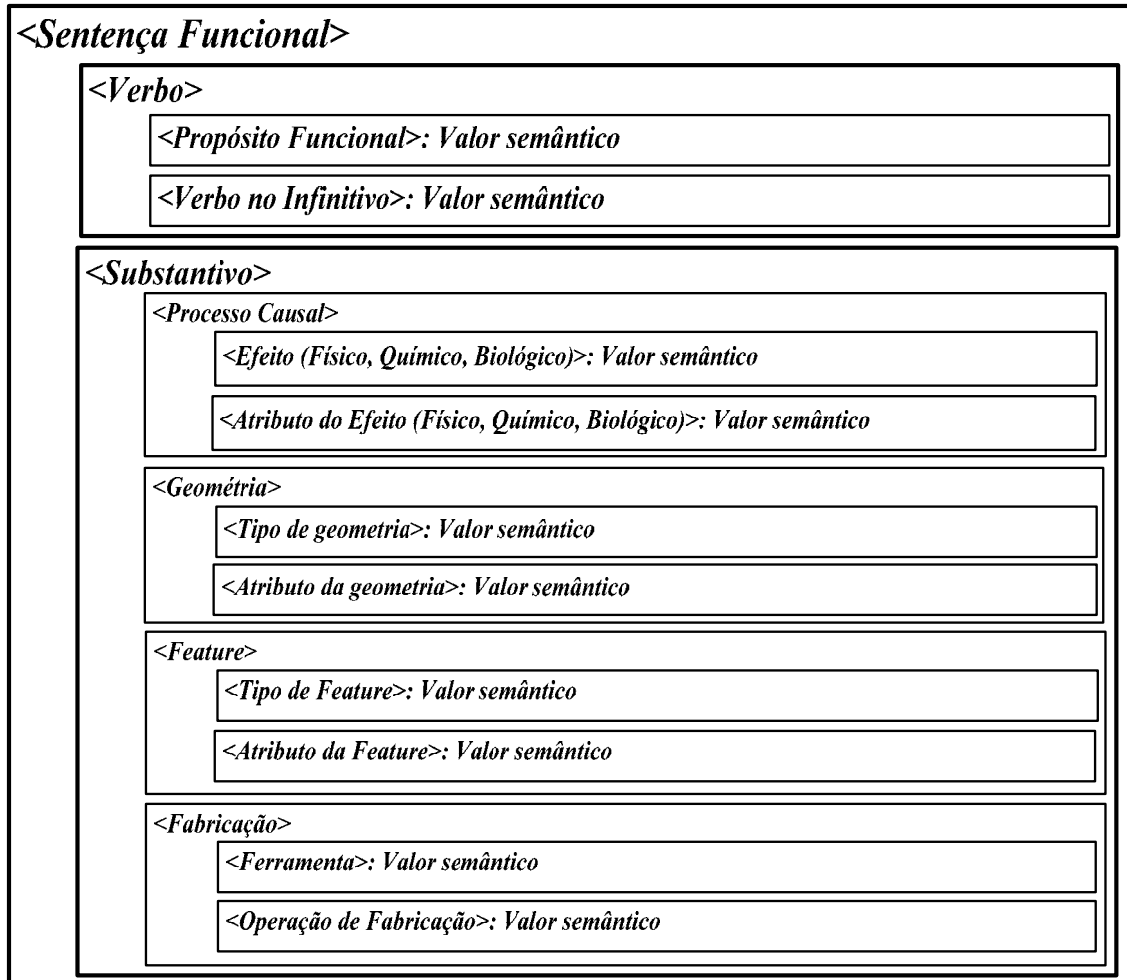 <Sentença Funcional>
<Verbo>
<Propósito Funcional>: Valor semântico
<Verbo no Infinitivo>: Valor semântico
<Substantivo>
<Processo Causal>
<Efeito (Físico, Químico, Biológico)>: Valor semântico
<Atributo do Efeito (Físico, Químico, Biológico)>: Valor semântico
<Geométria>
<Tipo de geometria>: Valor semântico
<Atributo da geometria>: Valor semântico
<Feature>
<Tipo de Feature>: Valor semântico
<Atributo da Feature>: Valor semântico
<Fabricação>
<Ferramenta>: Valor semântico
<Operação de Fabricação>: Valor semântico